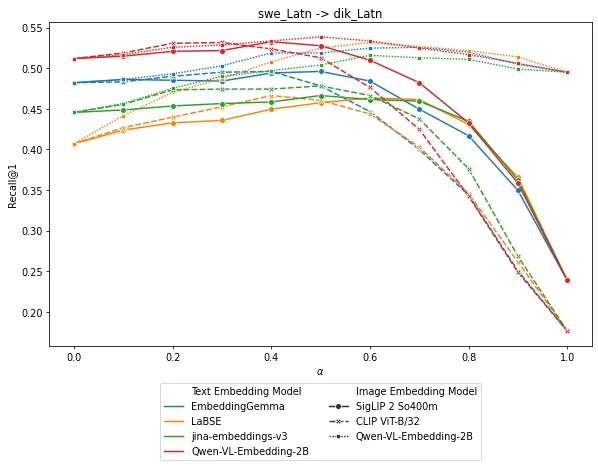 swe_Latn -> dik_Latn
0.55
0.50
0.45
0.40
0.35
0.30
0.25
0.20
Recall@1
0.0 0.2 0.4 0.6 0.8 1.0
α
Text Embedding Model Image Embedding Model
EmbeddingGemma SigLIP 2 So400m
LaBSE CLIP ViT-B/32
jina-embeddings-v3 Qwen-VL-Embedding-2B
Qwen-VL-Embedding-2B